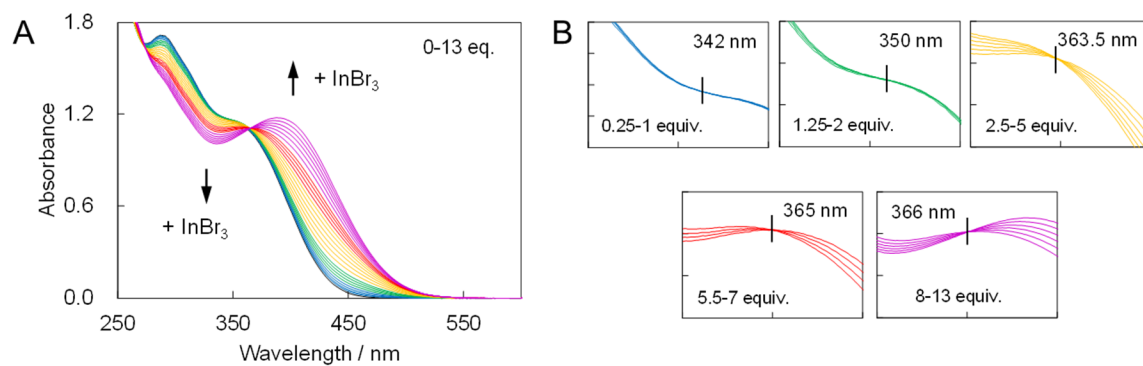 A
B
1.8
1.2
0.6
0.0
Absorbance
0-13 eq.
+ InBr₃
+ InBr₃
250
350
450
550
Wavelength / nm
342 nm
0.25-1 equiv.
350 nm
1.25-2 equiv.
363.5 nm
2.5-5 equiv.
365 nm
5.5-7 equiv.
366 nm
8-13 equiv.